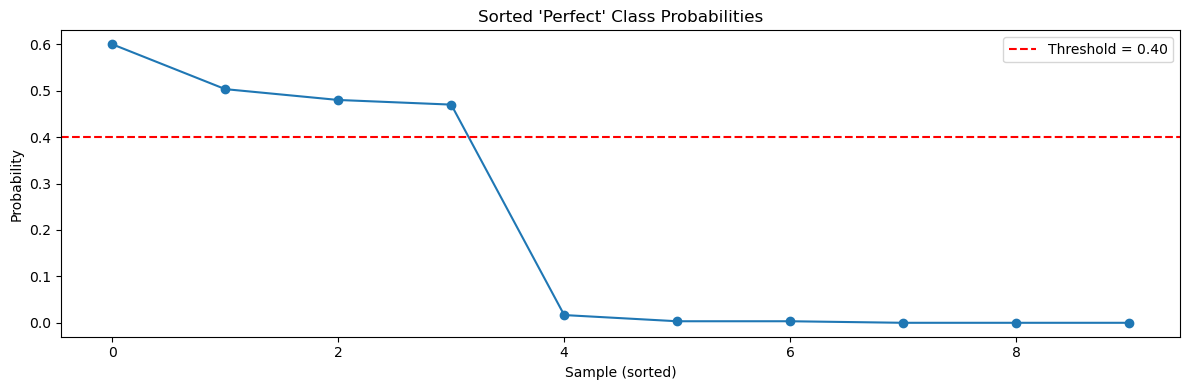 Sorted 'Perfect' Class Probabilities
Threshold = 0.40
Probability
0.6
0.5
0.4
0.3
0.2
0.1
0.0
0 2 4 6 8
Sample (sorted)